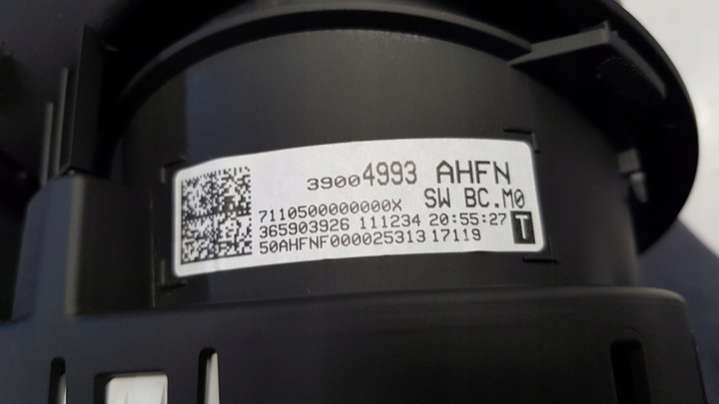 39004993 AHFN
SW BC.M0
7110500000000X
365903926 111234 20:55:27
50AHFNF000025313 17119
T